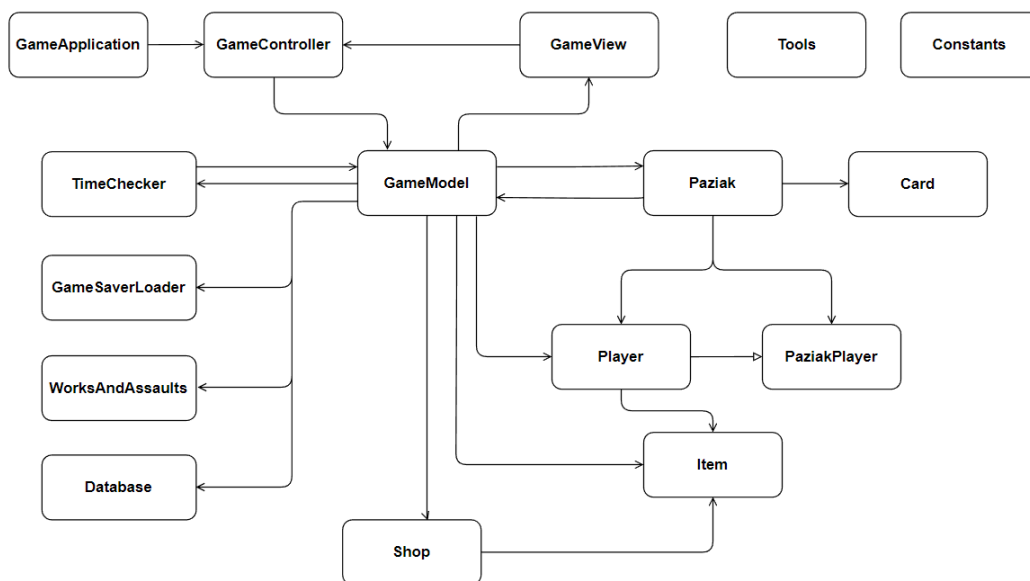 GameApplication
GameController
GameView
Tools
Constants
TimeChecker
GameModel
Paziak
Card
GameSaverLoader
Player
PaziakPlayer
WorksAndAssaults
Item
Database
Shop